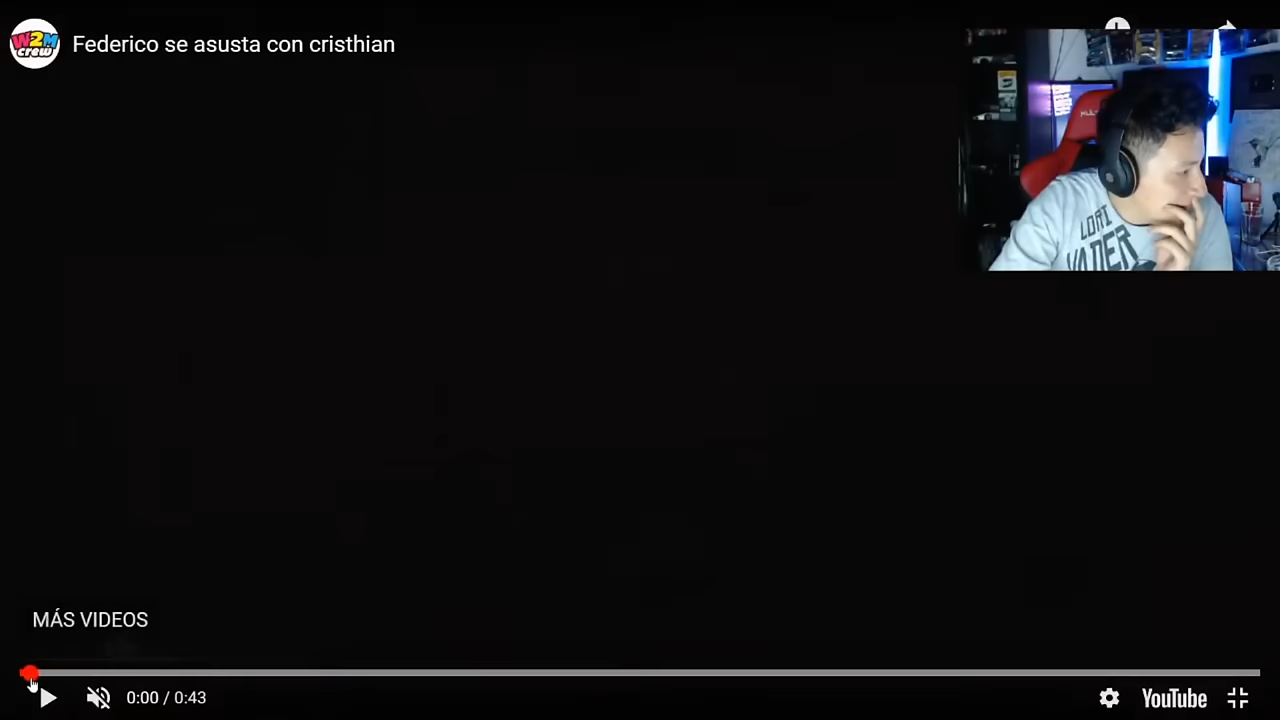 W2M
crew
Federico se asusta con cristhian
LORD
VADER
MÁS VIDEOS
0:00 / 0:43
YouTube